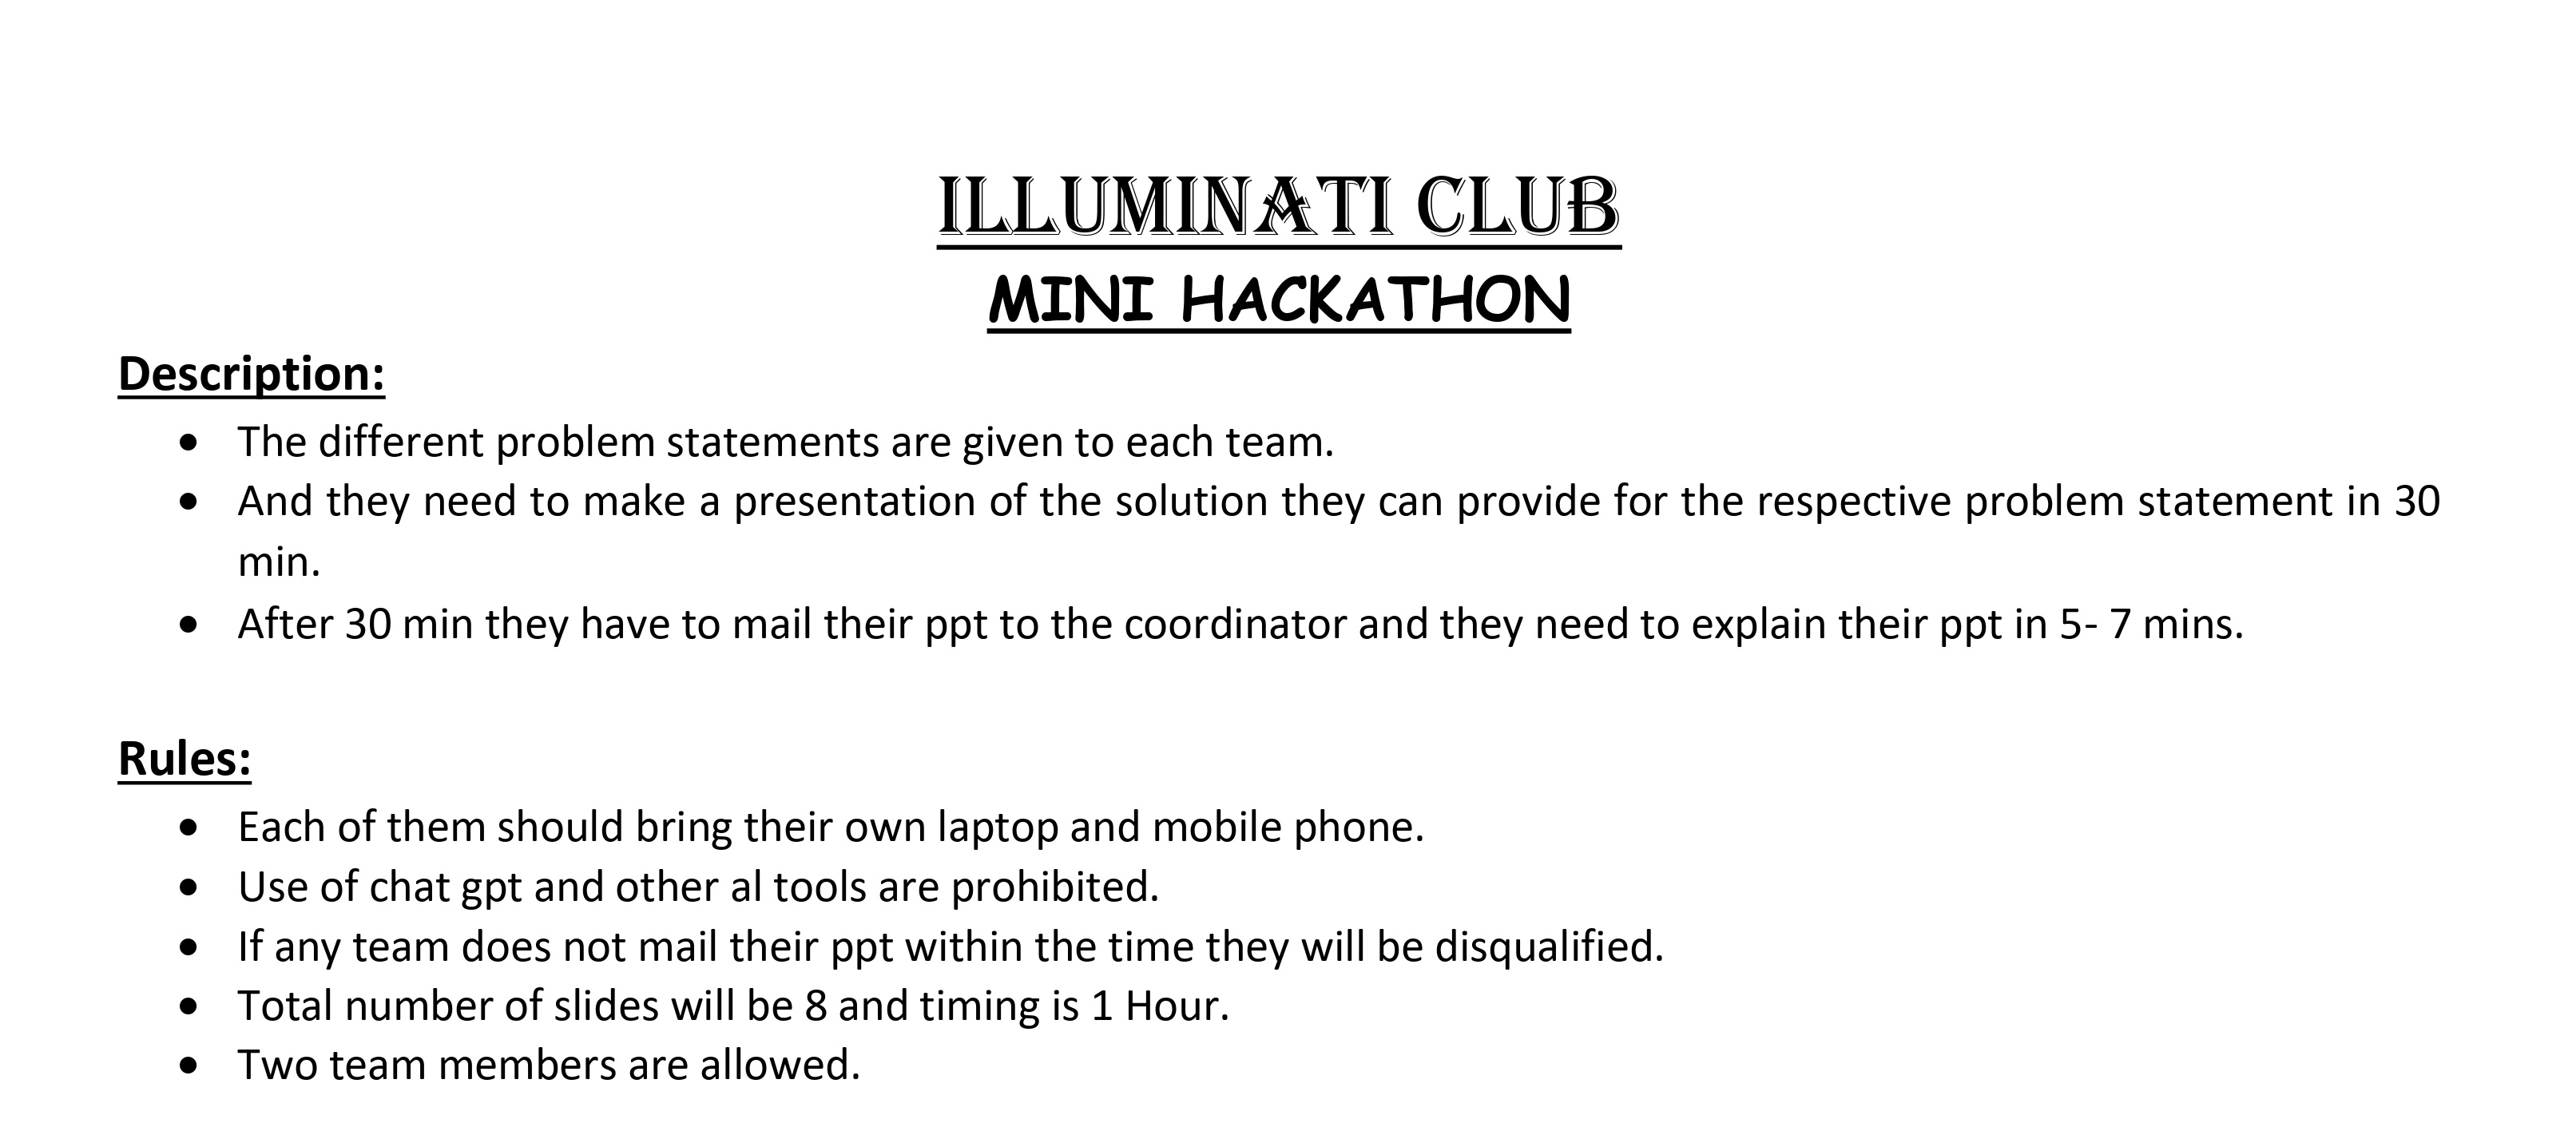 ILLUMINATI CLUB
MINI HACKATHON
Description:
• The different problem statements are given to each team.
• And they need to make a presentation of the solution they can provide for the respective problem statement in 30
min.
• After 30 min they have to mail their ppt to the coordinator and they need to explain their ppt in 5- 7 mins.
Rules:
• Each of them should bring their own laptop and mobile phone.
• Use of chat gpt and other al tools are prohibited.
• If any team does not mail their ppt within the time they will be disqualified.
• Total number of slides will be 8 and timing is 1 Hour.
• Two team members are allowed.